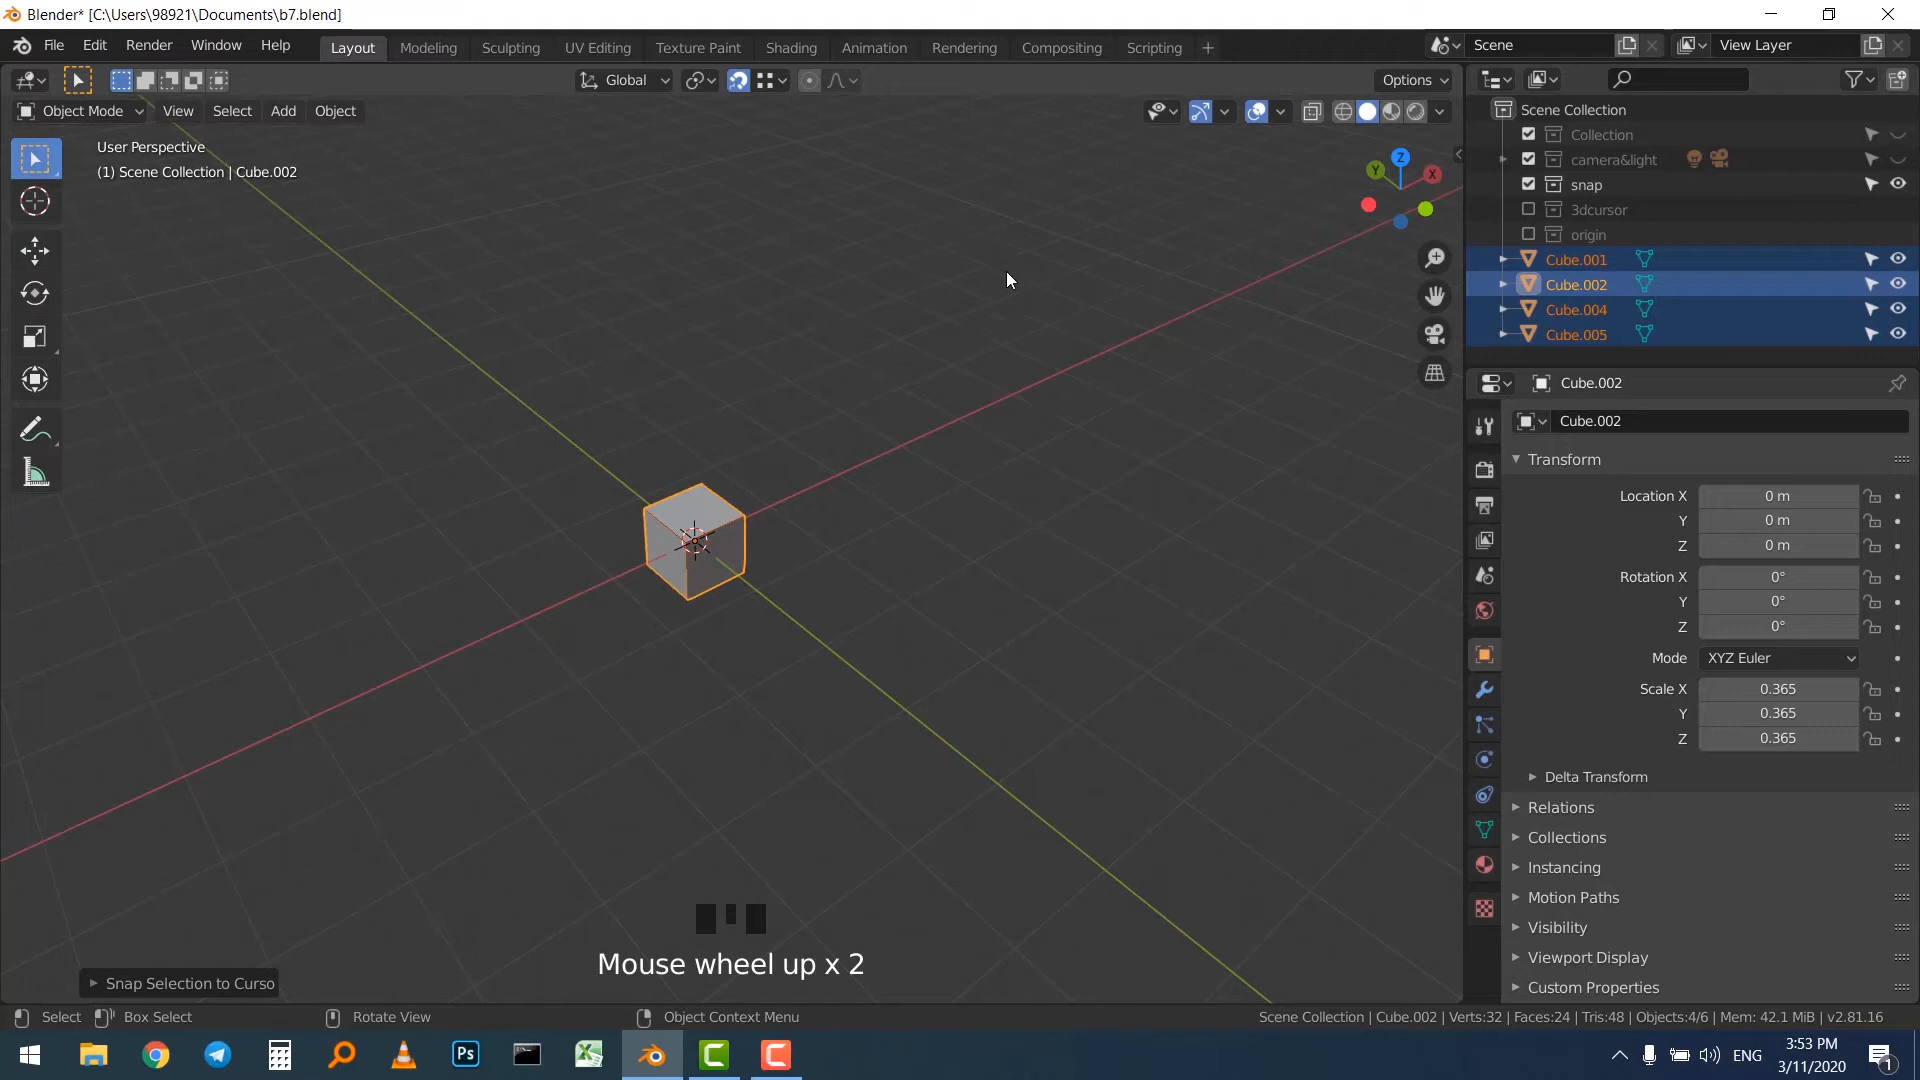 Blender* [C:\Users\98921\Documents\b7.blend]
File Edit Render Window Help Layout Modeling Sculpting UV Editing Texture Paint Shading Animation Rendering Compositing Scripting + Scene View Layer
Global Options
Object Mode View Select Add Object
User Perspective
(1) Scene Collection | Cube.002
Z
Y
X
Scene Collection
Collection
camera&light
snap
3dcursor
origin
Cube.001
Cube.002
Cube.004
Cube.005
Cube.002
Cube.002
Transform
Location X 0 m
Y 0 m
Z 0 m
Rotation X 0°
Y 0°
Z 0°
Mode XYZ Euler
Scale X 0.365
Y 0.365
Z 0.365
Delta Transform
Relations
Collections
Instancing
Motion Paths
Visibility
Viewport Display
Custom Properties
Mouse wheel up x 2
Snap Selection to Curso
Select Box Select Rotate View Object Context Menu Scene Collection | Cube.002 | Verts:32 | Faces:24 | Tris:48 | Objects:4/6 | Mem: 42.1 MiB | v2.81.16
Ps
ENG
3:53 PM
3/11/2020
1